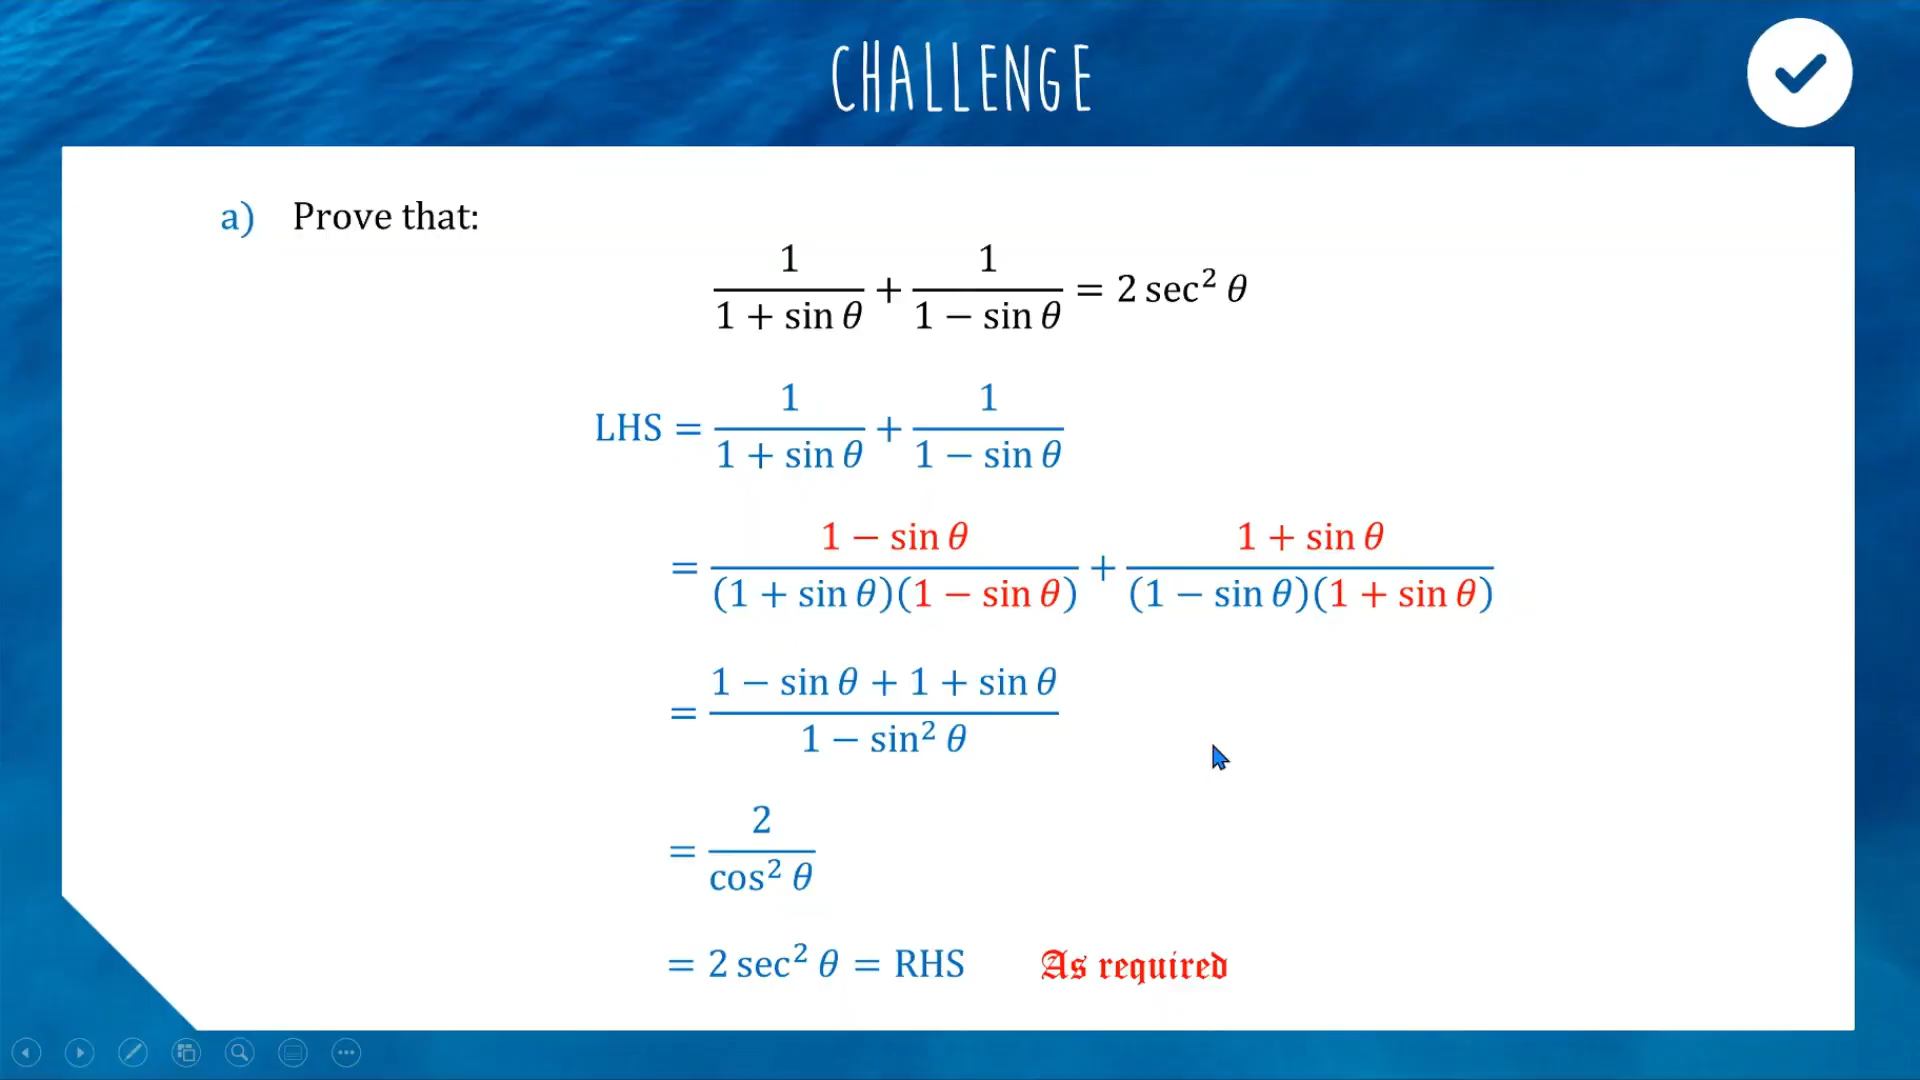 CHALLENGE
a) Prove that:
1/(1 + sin θ) + 1/(1 − sin θ) = 2 sec² θ
LHS = 1/(1 + sin θ) + 1/(1 − sin θ)
= (1 − sin θ)/((1 + sin θ)(1 − sin θ)) + (1 + sin θ)/((1 − sin θ)(1 + sin θ))
= (1 − sin θ + 1 + sin θ)/(1 − sin² θ)
= 2/cos² θ
= 2 sec² θ = RHS As required